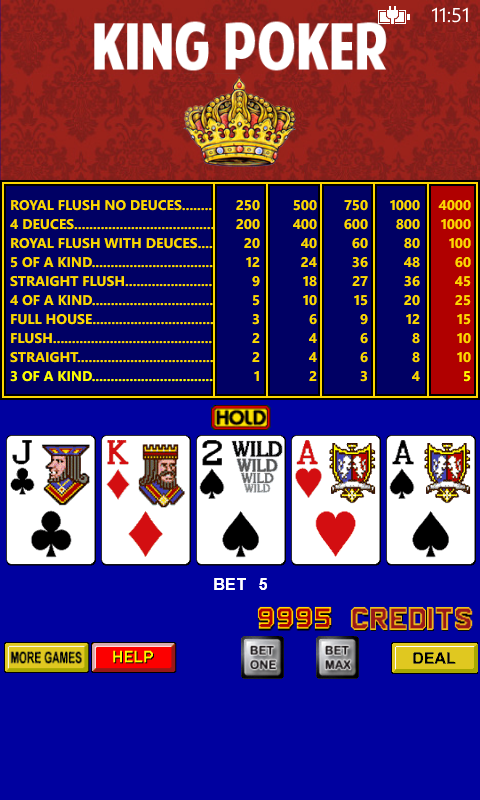 11:51
KING POKER
ROYAL FLUSH NO DEUCES........ 250 500 750 1000 4000
4 DEUCES.................................... 200 400 600 800 1000
ROYAL FLUSH WITH DEUCES.... 20 40 60 80 100
5 OF A KIND............................... 12 24 36 48 60
STRAIGHT FLUSH...................... 9 18 27 36 45
4 OF A KIND............................... 5 10 15 20 25
FULL HOUSE............................... 3 6 9 12 15
FLUSH......................................... 2 4 6 8 10
STRAIGHT.................................... 2 4 6 8 10
3 OF A KIND............................... 1 2 3 4 5
HOLD
J K 2 WILD A A
WILD
WILD
WILD
BET 5
9995 CREDITS
MORE GAMES HELP BET ONE BET MAX DEAL